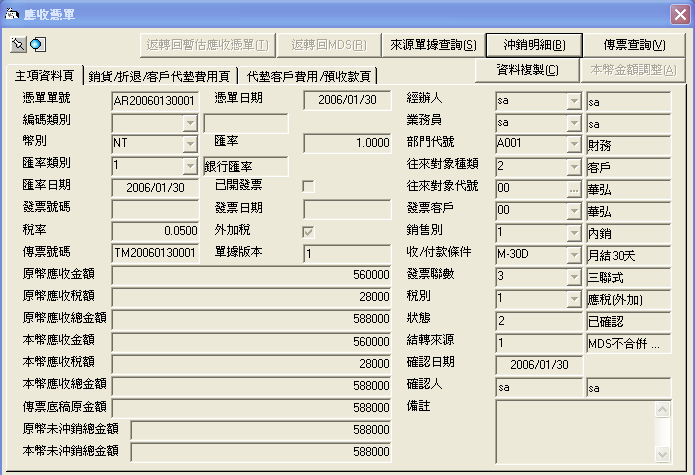 應收憑單
返轉回暫估應收憑單(T) 返轉回MDS(R) 來源單據查詢(S) 沖銷明細(B) 傳票查詢(V)
資料複製(C) 本幣金額調整(A)
主項資料頁 銷貨/折退/客戶代墊費用頁 代墊客戶費用/預收款頁
憑單單號 AR20060130001 憑單日期 2006/01/30
編碼類別
幣別 NT 匯率 1.0000
匯率類別 1 銀行匯率
匯率日期 2006/01/30 已開發票
發票號碼 發票日期
稅率 0.0500 外加稅
傳票號碼 TM20060130001 單據版本 1
原幣應收金額 560000
原幣應收稅額 28000
原幣應收總金額 588000
本幣應收金額 560000
本幣應收稅額 28000
本幣應收總金額 588000
傳票底稿原金額 588000
原幣未沖銷總金額 588000
本幣未沖銷總金額 588000
經辦人 sa sa
業務員 sa sa
部門代號 A001 財務
往來對象種類 2 客戶
往來對象代號 00 ... 華弘
發票客戶 00 華弘
銷售別 1 內銷
收/付款條件 M-30D 月結30天
發票聯數 3 三聯式
稅別 1 應稅(外加)
狀態 2 已確認
結轉來源 1 MDS不合併 ...
確認日期 2006/01/30
確認人 sa sa
備註